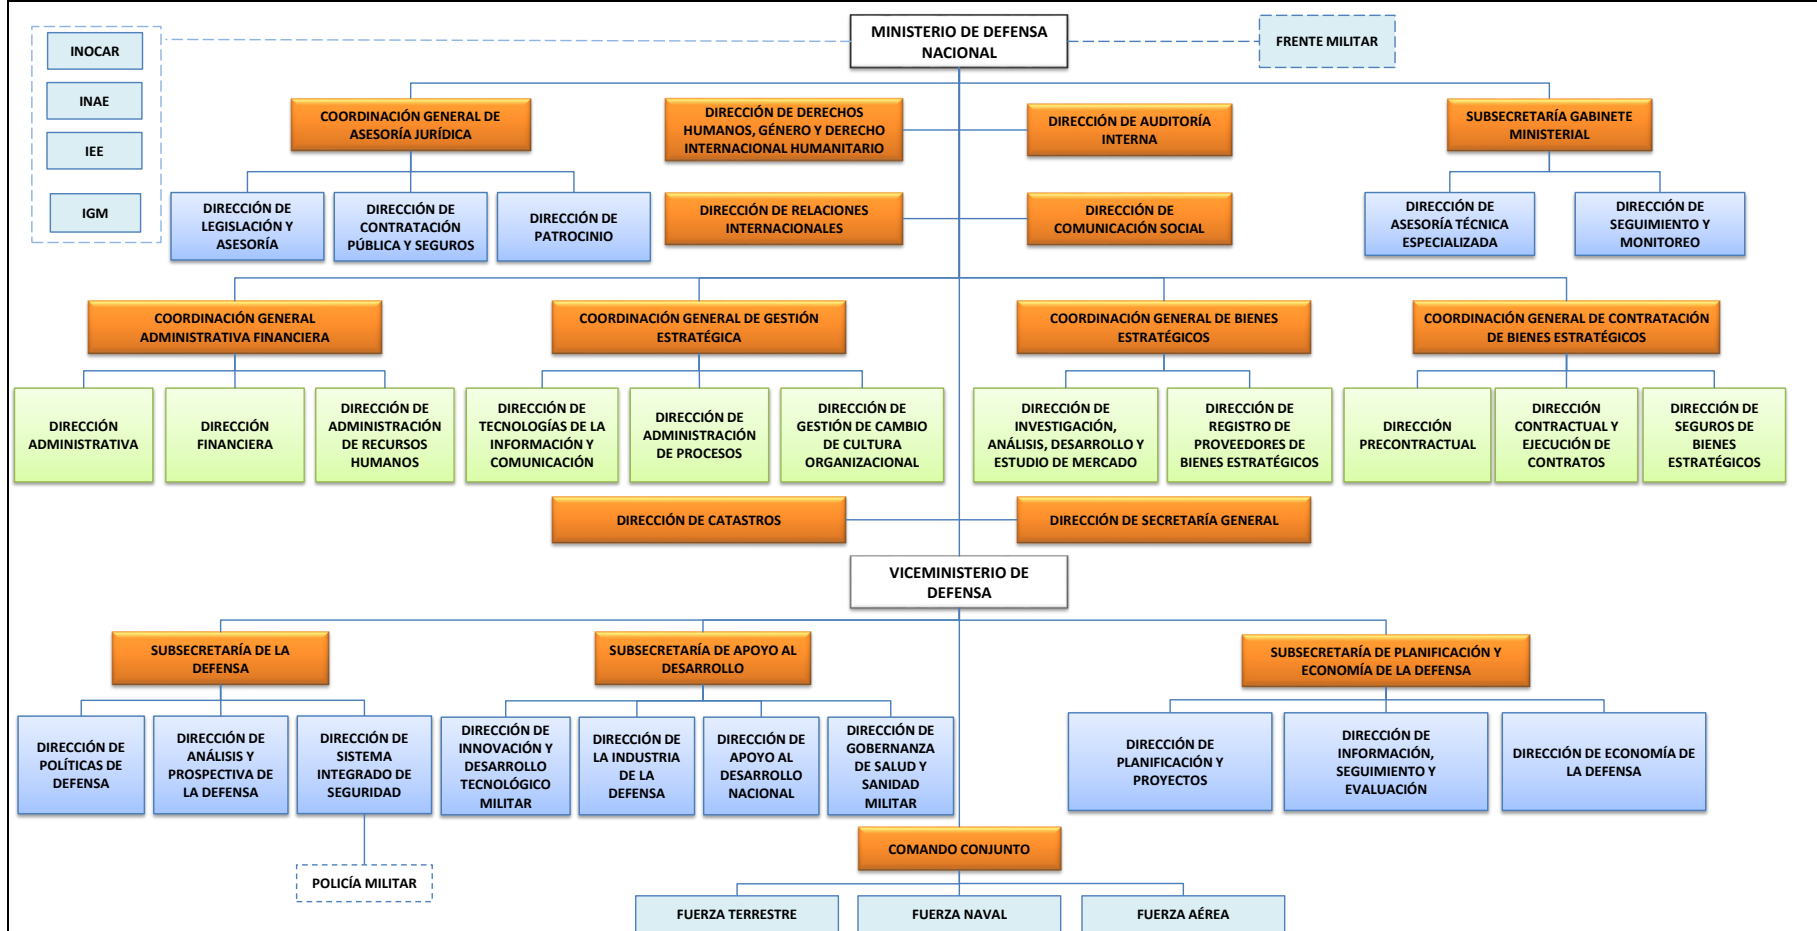 MINISTERIO DE DEFENSA
NACIONAL
FRENTE MILITAR
INOCAR
INAE
IEE
IGM
COORDINACIÓN GENERAL DE
ASESORÍA JURÍDICA
DIRECCIÓN DE DERECHOS
HUMANOS, GÉNERO Y DERECHO
INTERNACIONAL HUMANITARIO
DIRECCIÓN DE AUDITORÍA
INTERNA
SUBSECRETARÍA GABINETE
MINISTERIAL
DIRECCIÓN DE
LEGISLACIÓN Y
ASESORÍA
DIRECCIÓN DE
CONTRATACIÓN
PÚBLICA Y SEGUROS
DIRECCIÓN DE
PATROCINIO
DIRECCIÓN DE RELACIONES
INTERNACIONALES
DIRECCIÓN DE
COMUNICACIÓN SOCIAL
DIRECCIÓN DE
ASESORÍA TÉCNICA
ESPECIALIZADA
DIRECCIÓN DE
SEGUIMIENTO Y
MONITOREO
COORDINACIÓN GENERAL
ADMINISTRATIVA FINANCIERA
COORDINACIÓN GENERAL DE GESTIÓN
ESTRATÉGICA
COORDINACIÓN GENERAL DE BIENES
ESTRATÉGICOS
COORDINACIÓN GENERAL DE CONTRATACIÓN
DE BIENES ESTRATÉGICOS
DIRECCIÓN
ADMINISTRATIVA
DIRECCIÓN
FINANCIERA
DIRECCIÓN DE
ADMINISTRACIÓN
DE RECURSOS
HUMANOS
DIRECCIÓN DE
TECNOLOGÍAS DE LA
INFORMACIÓN Y
COMUNICACIÓN
DIRECCIÓN DE
ADMINISTRACIÓN
DE PROCESOS
DIRECCIÓN DE
GESTIÓN DE CAMBIO
DE CULTURA
ORGANIZACIONAL
DIRECCIÓN DE
INVESTIGACIÓN,
ANÁLISIS, DESARROLLO Y
ESTUDIO DE MERCADO
DIRECCIÓN DE
REGISTRO DE
PROVEEDORES DE
BIENES ESTRATÉGICOS
DIRECCIÓN
PRECONTRACTUAL
DIRECCIÓN
CONTRACTUAL Y
EJECUCIÓN DE
CONTRATOS
DIRECCIÓN DE
SEGUROS DE
BIENES
ESTRATÉGICOS
DIRECCIÓN DE CATASTROS
DIRECCIÓN DE SECRETARÍA GENERAL
VICEMINISTERIO DE
DEFENSA
SUBSECRETARÍA DE LA
DEFENSA
SUBSECRETARÍA DE APOYO AL
DESARROLLO
SUBSECRETARÍA DE PLANIFICACIÓN Y
ECONOMÍA DE LA DEFENSA
DIRECCIÓN DE
POLÍTICAS DE
DEFENSA
DIRECCIÓN DE
ANÁLISIS Y
PROSPECTIVA DE
LA DEFENSA
DIRECCIÓN DE
SISTEMA
INTEGRADO DE
SEGURIDAD
DIRECCIÓN DE
INNOVACIÓN Y
DESARROLLO
TECNOLÓGICO
MILITAR
DIRECCIÓN DE
LA INDUSTRIA
DE LA
DEFENSA
DIRECCIÓN DE
APOYO AL
DESARROLLO
NACIONAL
DIRECCIÓN DE
GOBERNANZA
DE SALUD Y
SANIDAD
MILITAR
DIRECCIÓN DE
PLANIFICACIÓN Y
PROYECTOS
DIRECCIÓN DE
INFORMACIÓN,
SEGUIMIENTO Y
EVALUACIÓN
DIRECCIÓN DE ECONOMÍA DE
LA DEFENSA
COMANDO CONJUNTO
POLICÍA MILITAR
FUERZA TERRESTRE
FUERZA NAVAL
FUERZA AÉREA